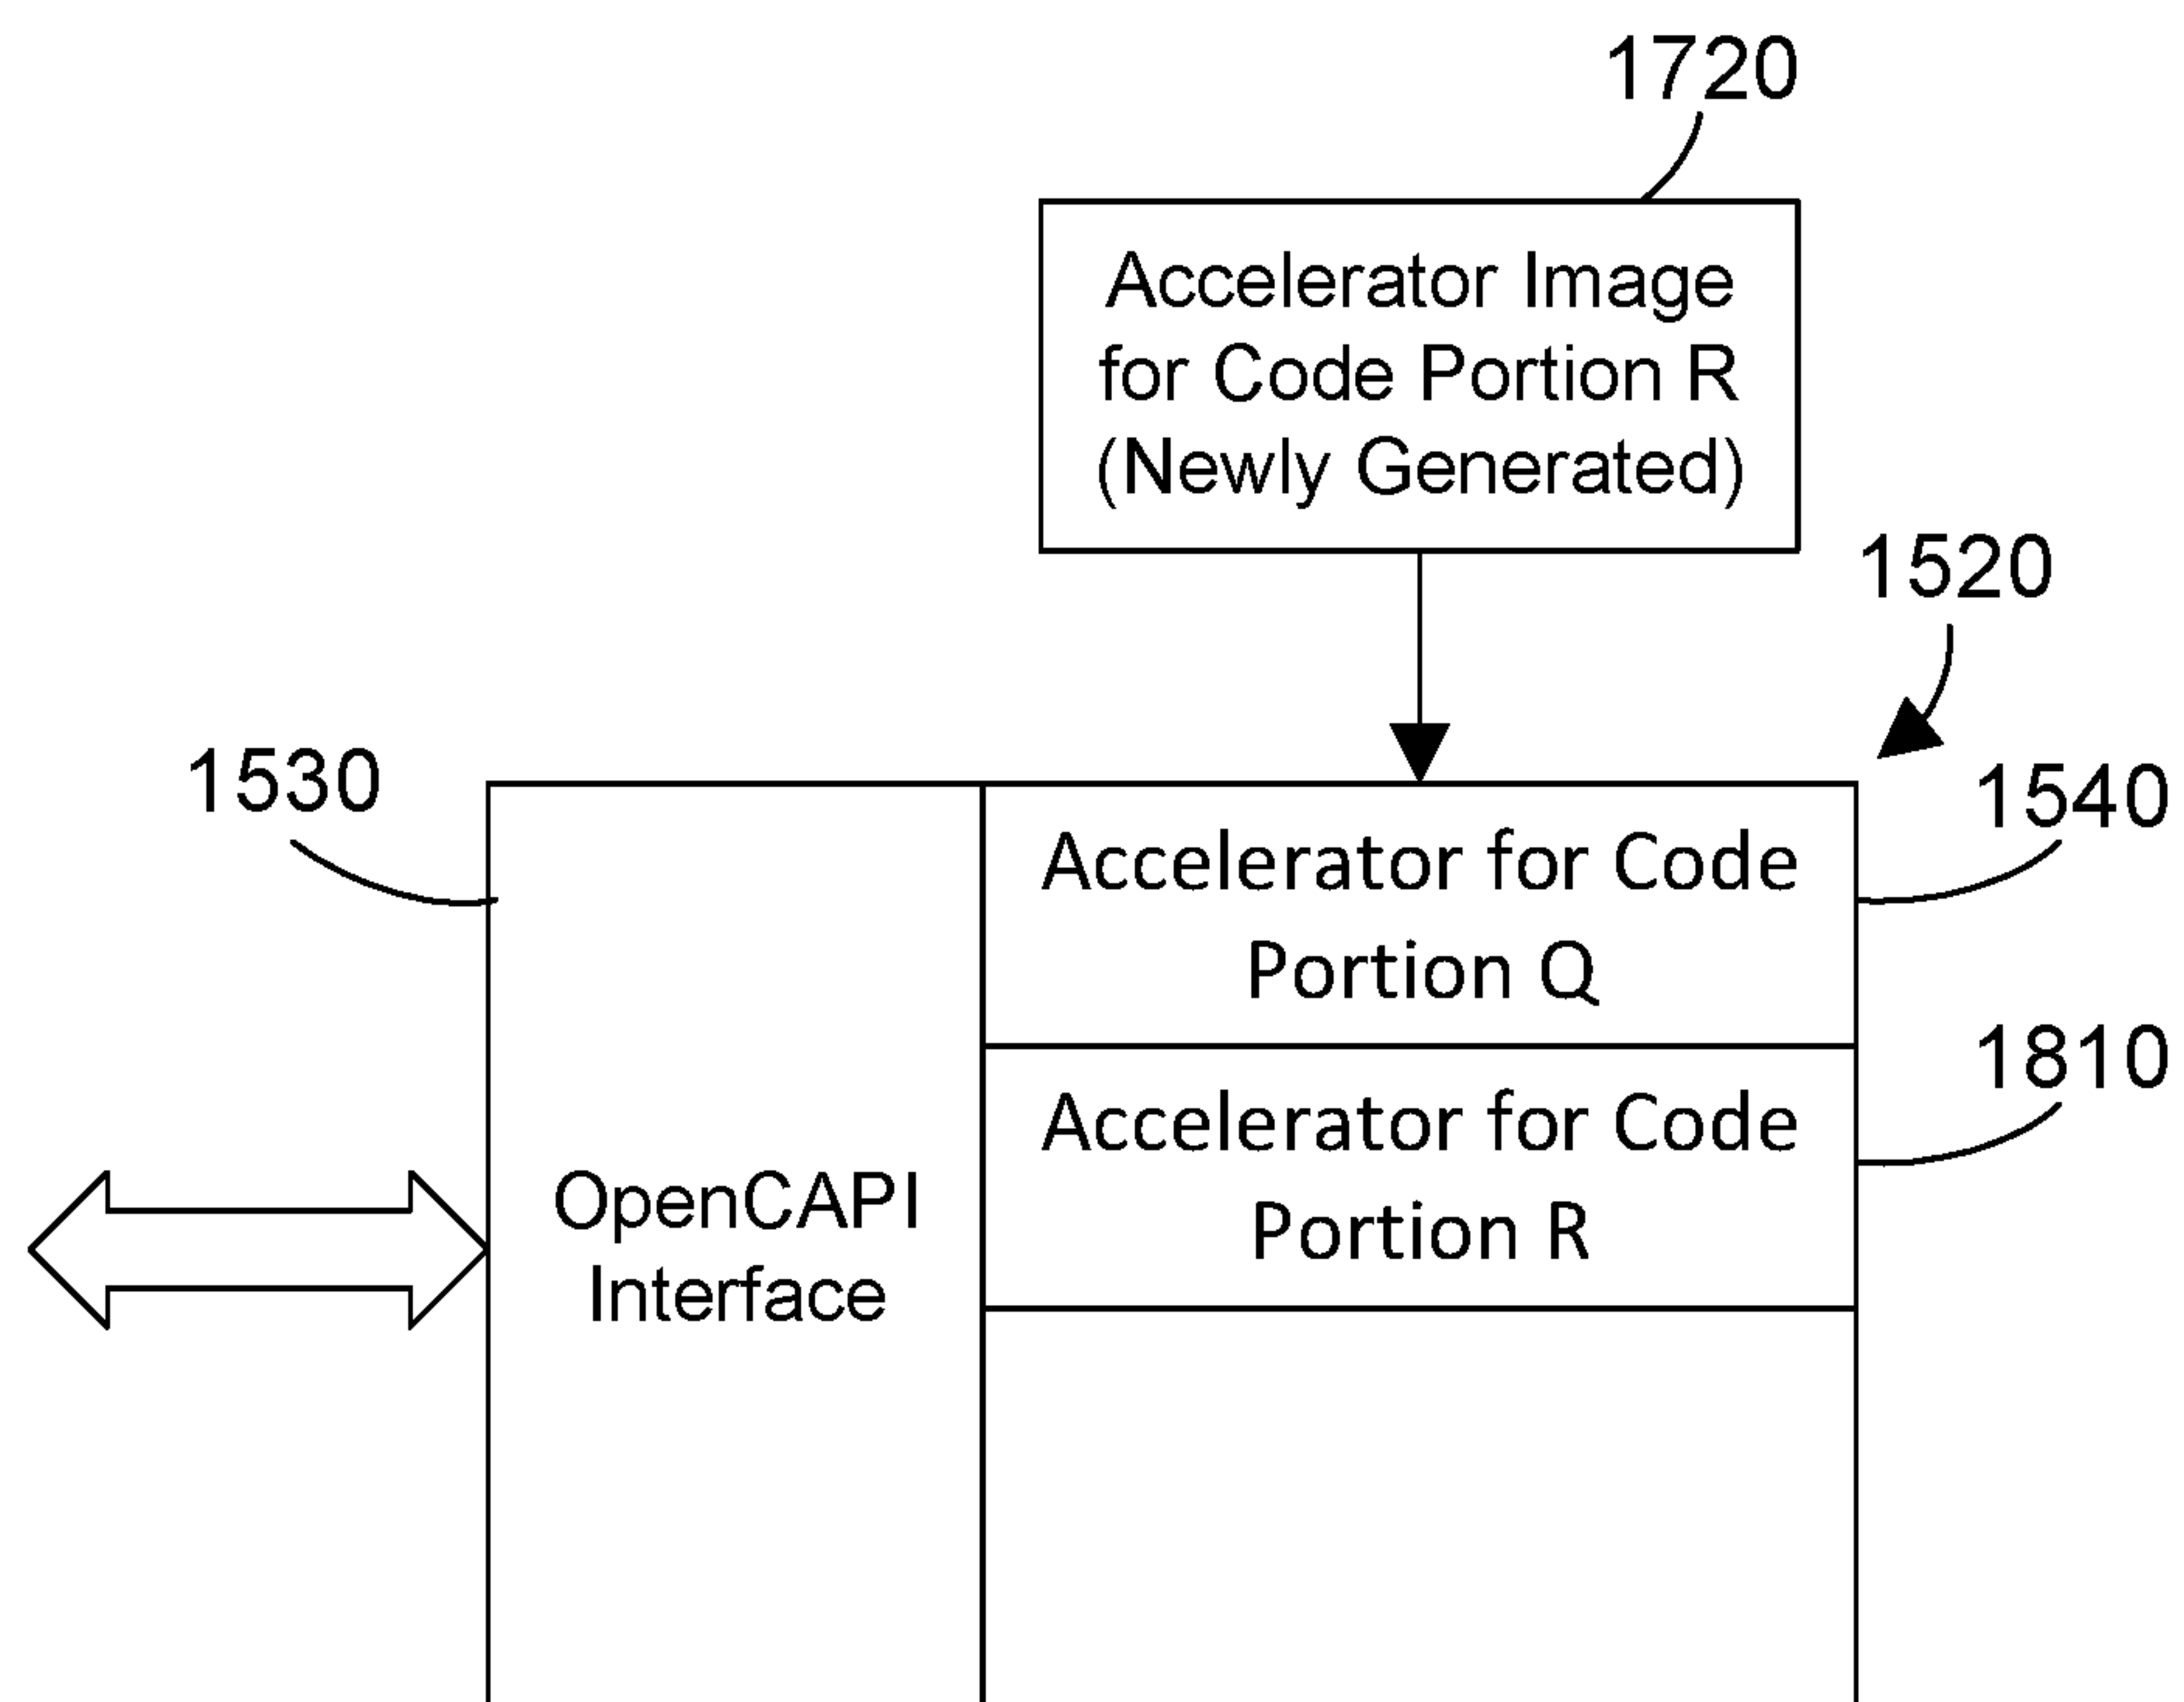 1720
Accelerator Image
for Code Portion R
(Newly Generated)
1520
1530
1540
Accelerator for Code
Portion Q
1810
Accelerator for Code
Portion R
OpenCAPI
Interface